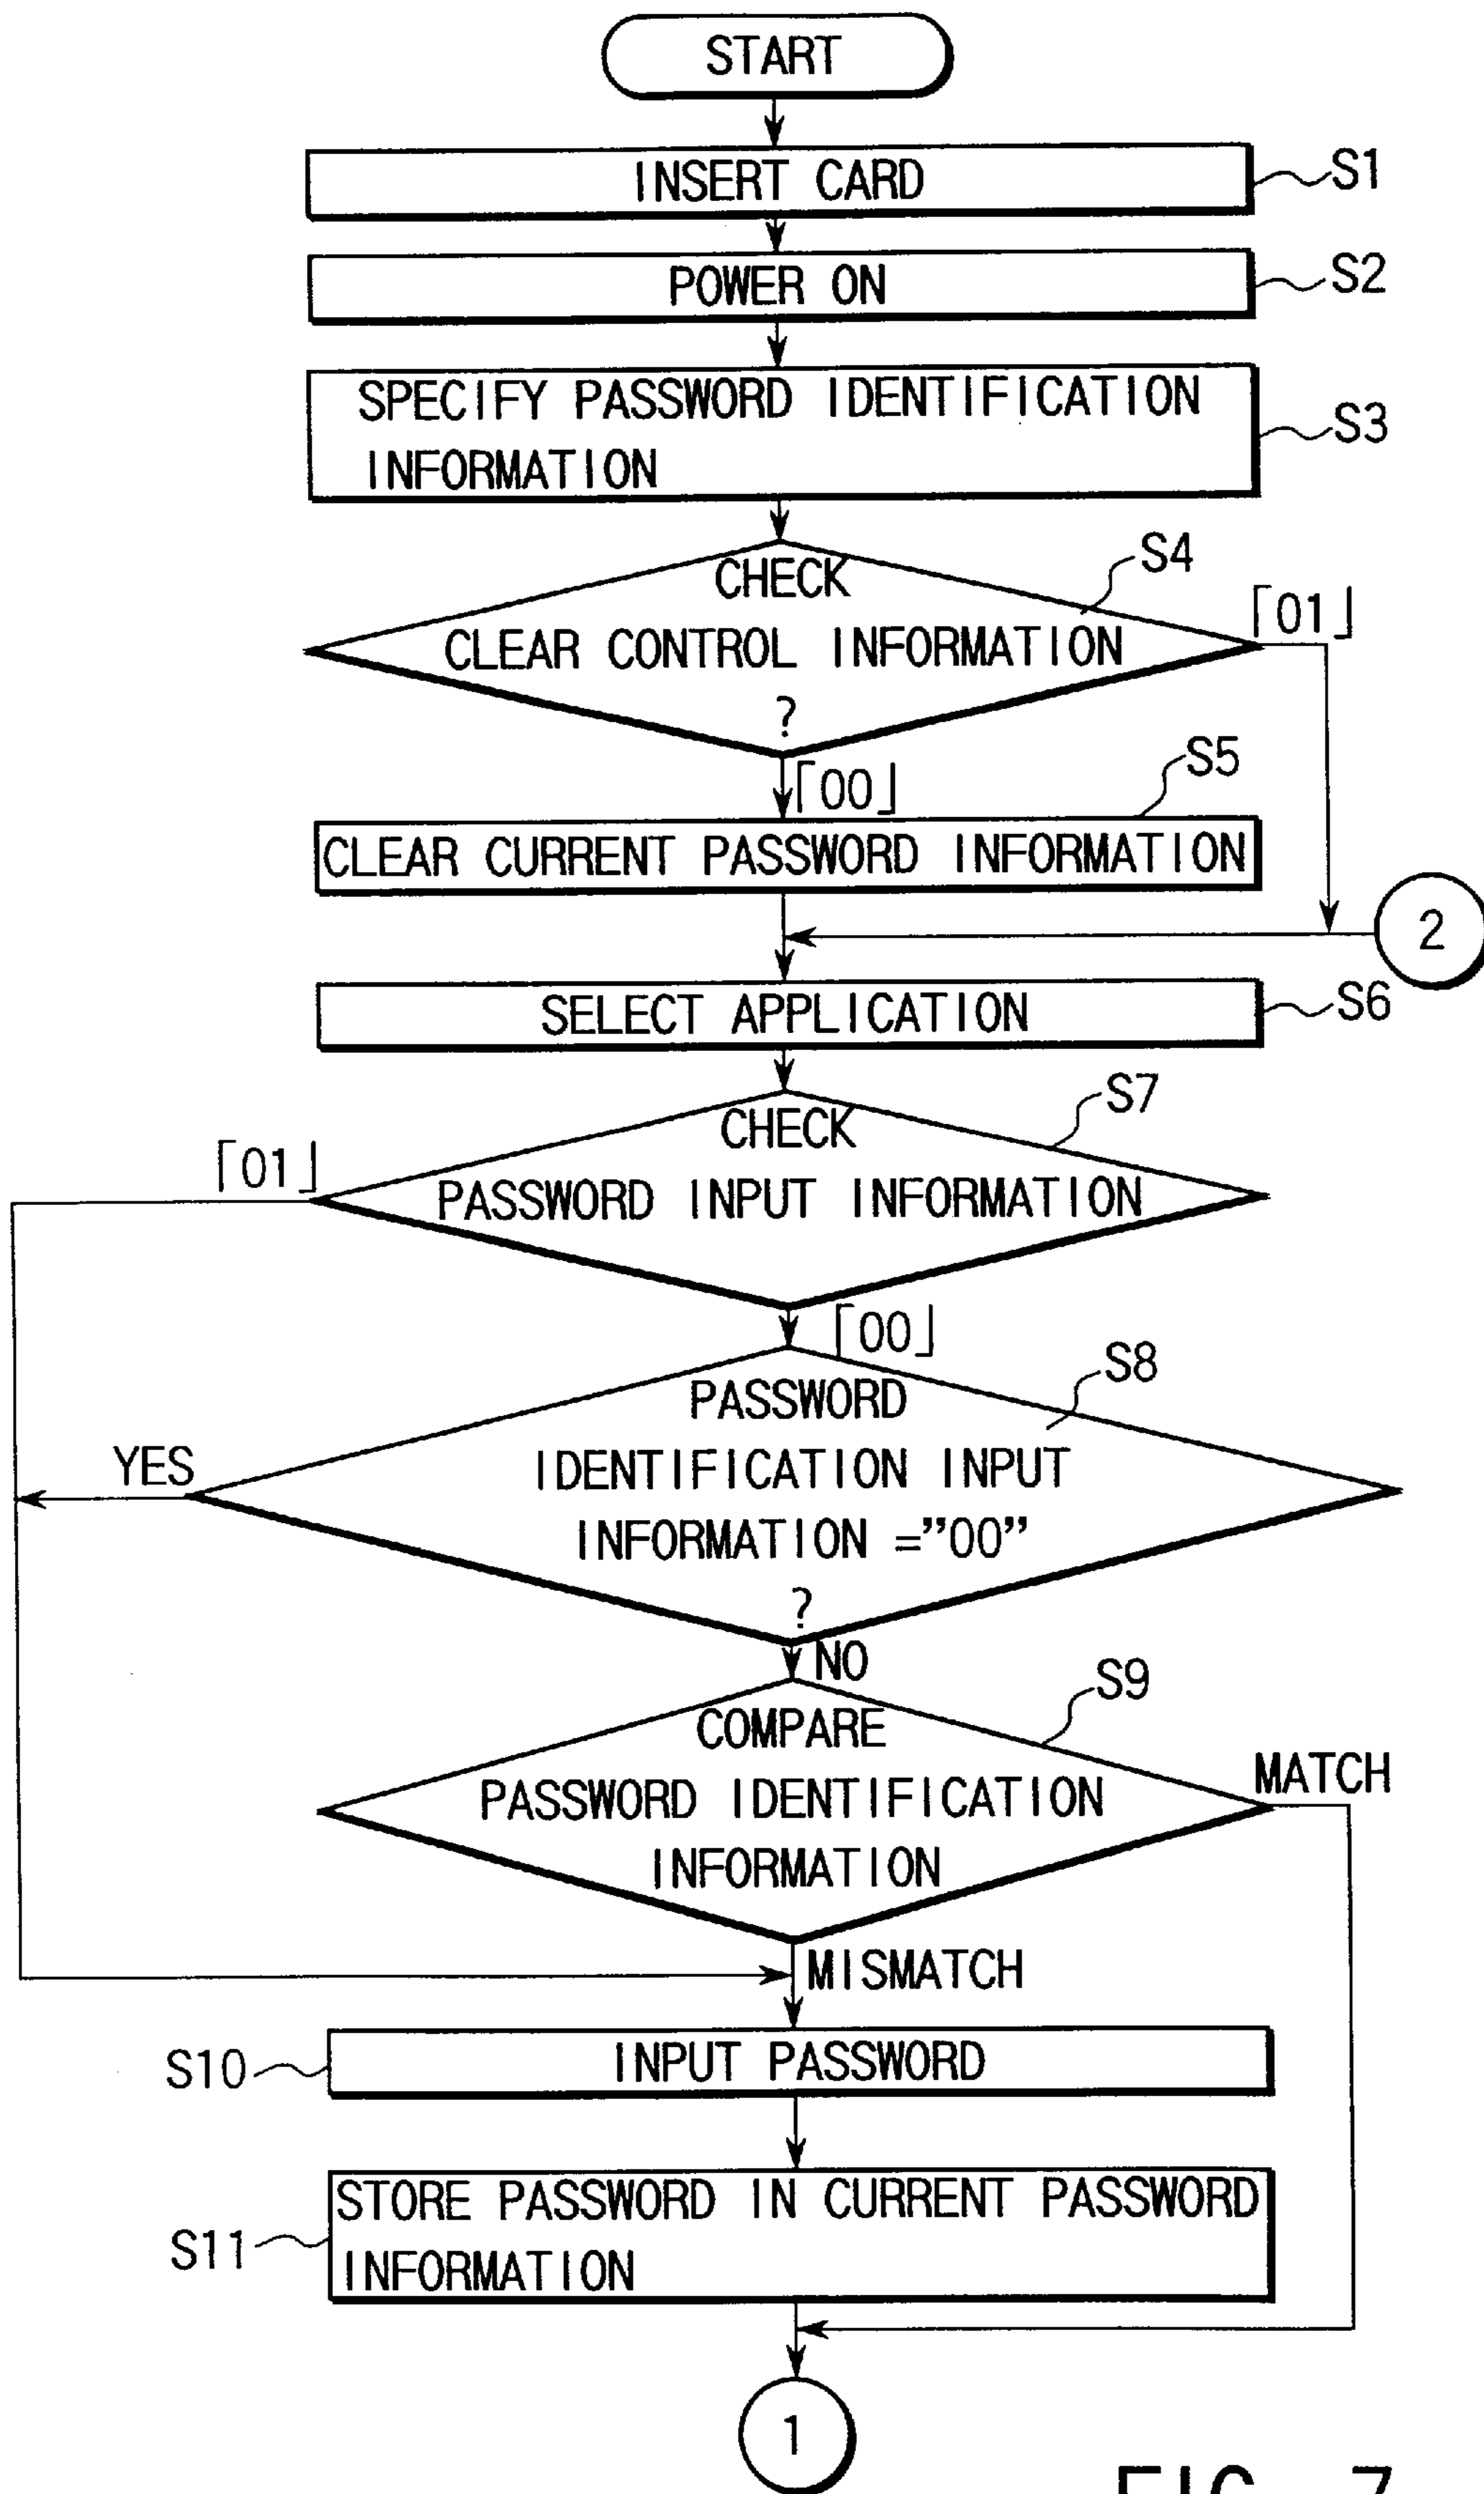 START
INSERT CARD
S1
POWER ON
S2
SPECIFY PASSWORD IDENTIFICATION
INFORMATION
S3
S4
CHECK
CLEAR CONTROL INFORMATION
?
「01」
「00」
S5
CLEAR CURRENT PASSWORD INFORMATION
2
SELECT APPLICATION
S6
S7
CHECK
PASSWORD INPUT INFORMATION
「01」
「00」
S8
PASSWORD
IDENTIFICATION INPUT
INFORMATION =”00”
?
YES
NO
S9
COMPARE
PASSWORD IDENTIFICATION
INFORMATION
MATCH
MISMATCH
S10
INPUT PASSWORD
S11
STORE PASSWORD IN CURRENT PASSWORD
INFORMATION
1
FIG. 7